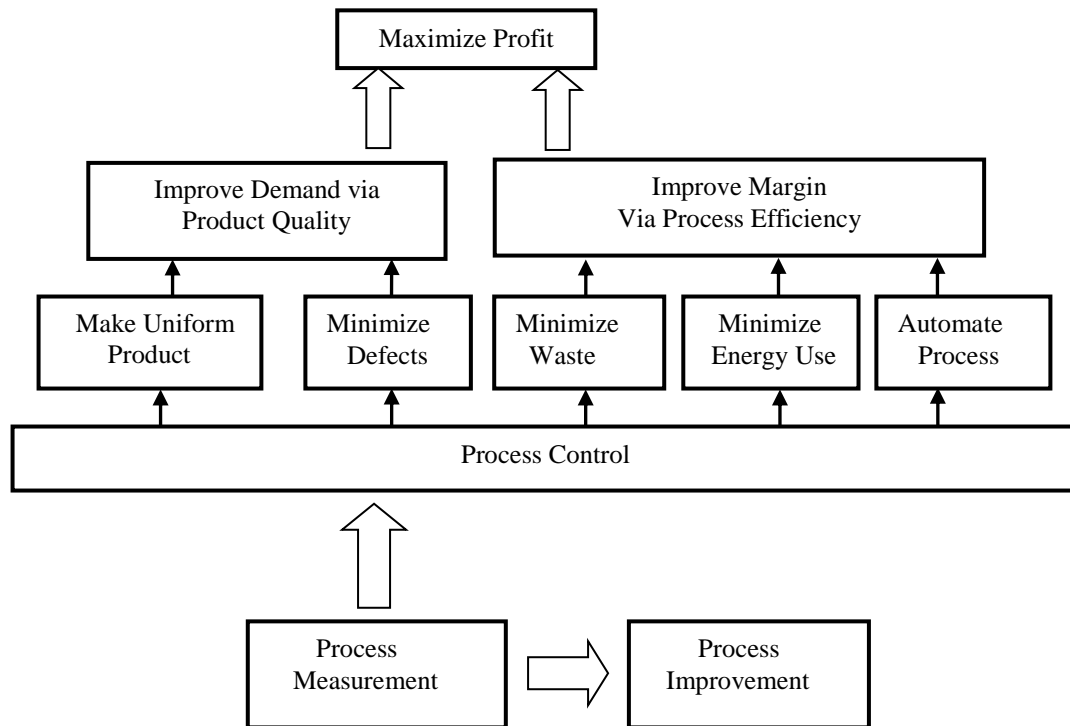 Maximize Profit
Improve Demand via
Product Quality
Improve Margin
Via Process Efficiency
Make Uniform
Product
Minimize
Defects
Minimize
Waste
Minimize
Energy Use
Automate
Process
Process Control
Process
Measurement
Process
Improvement